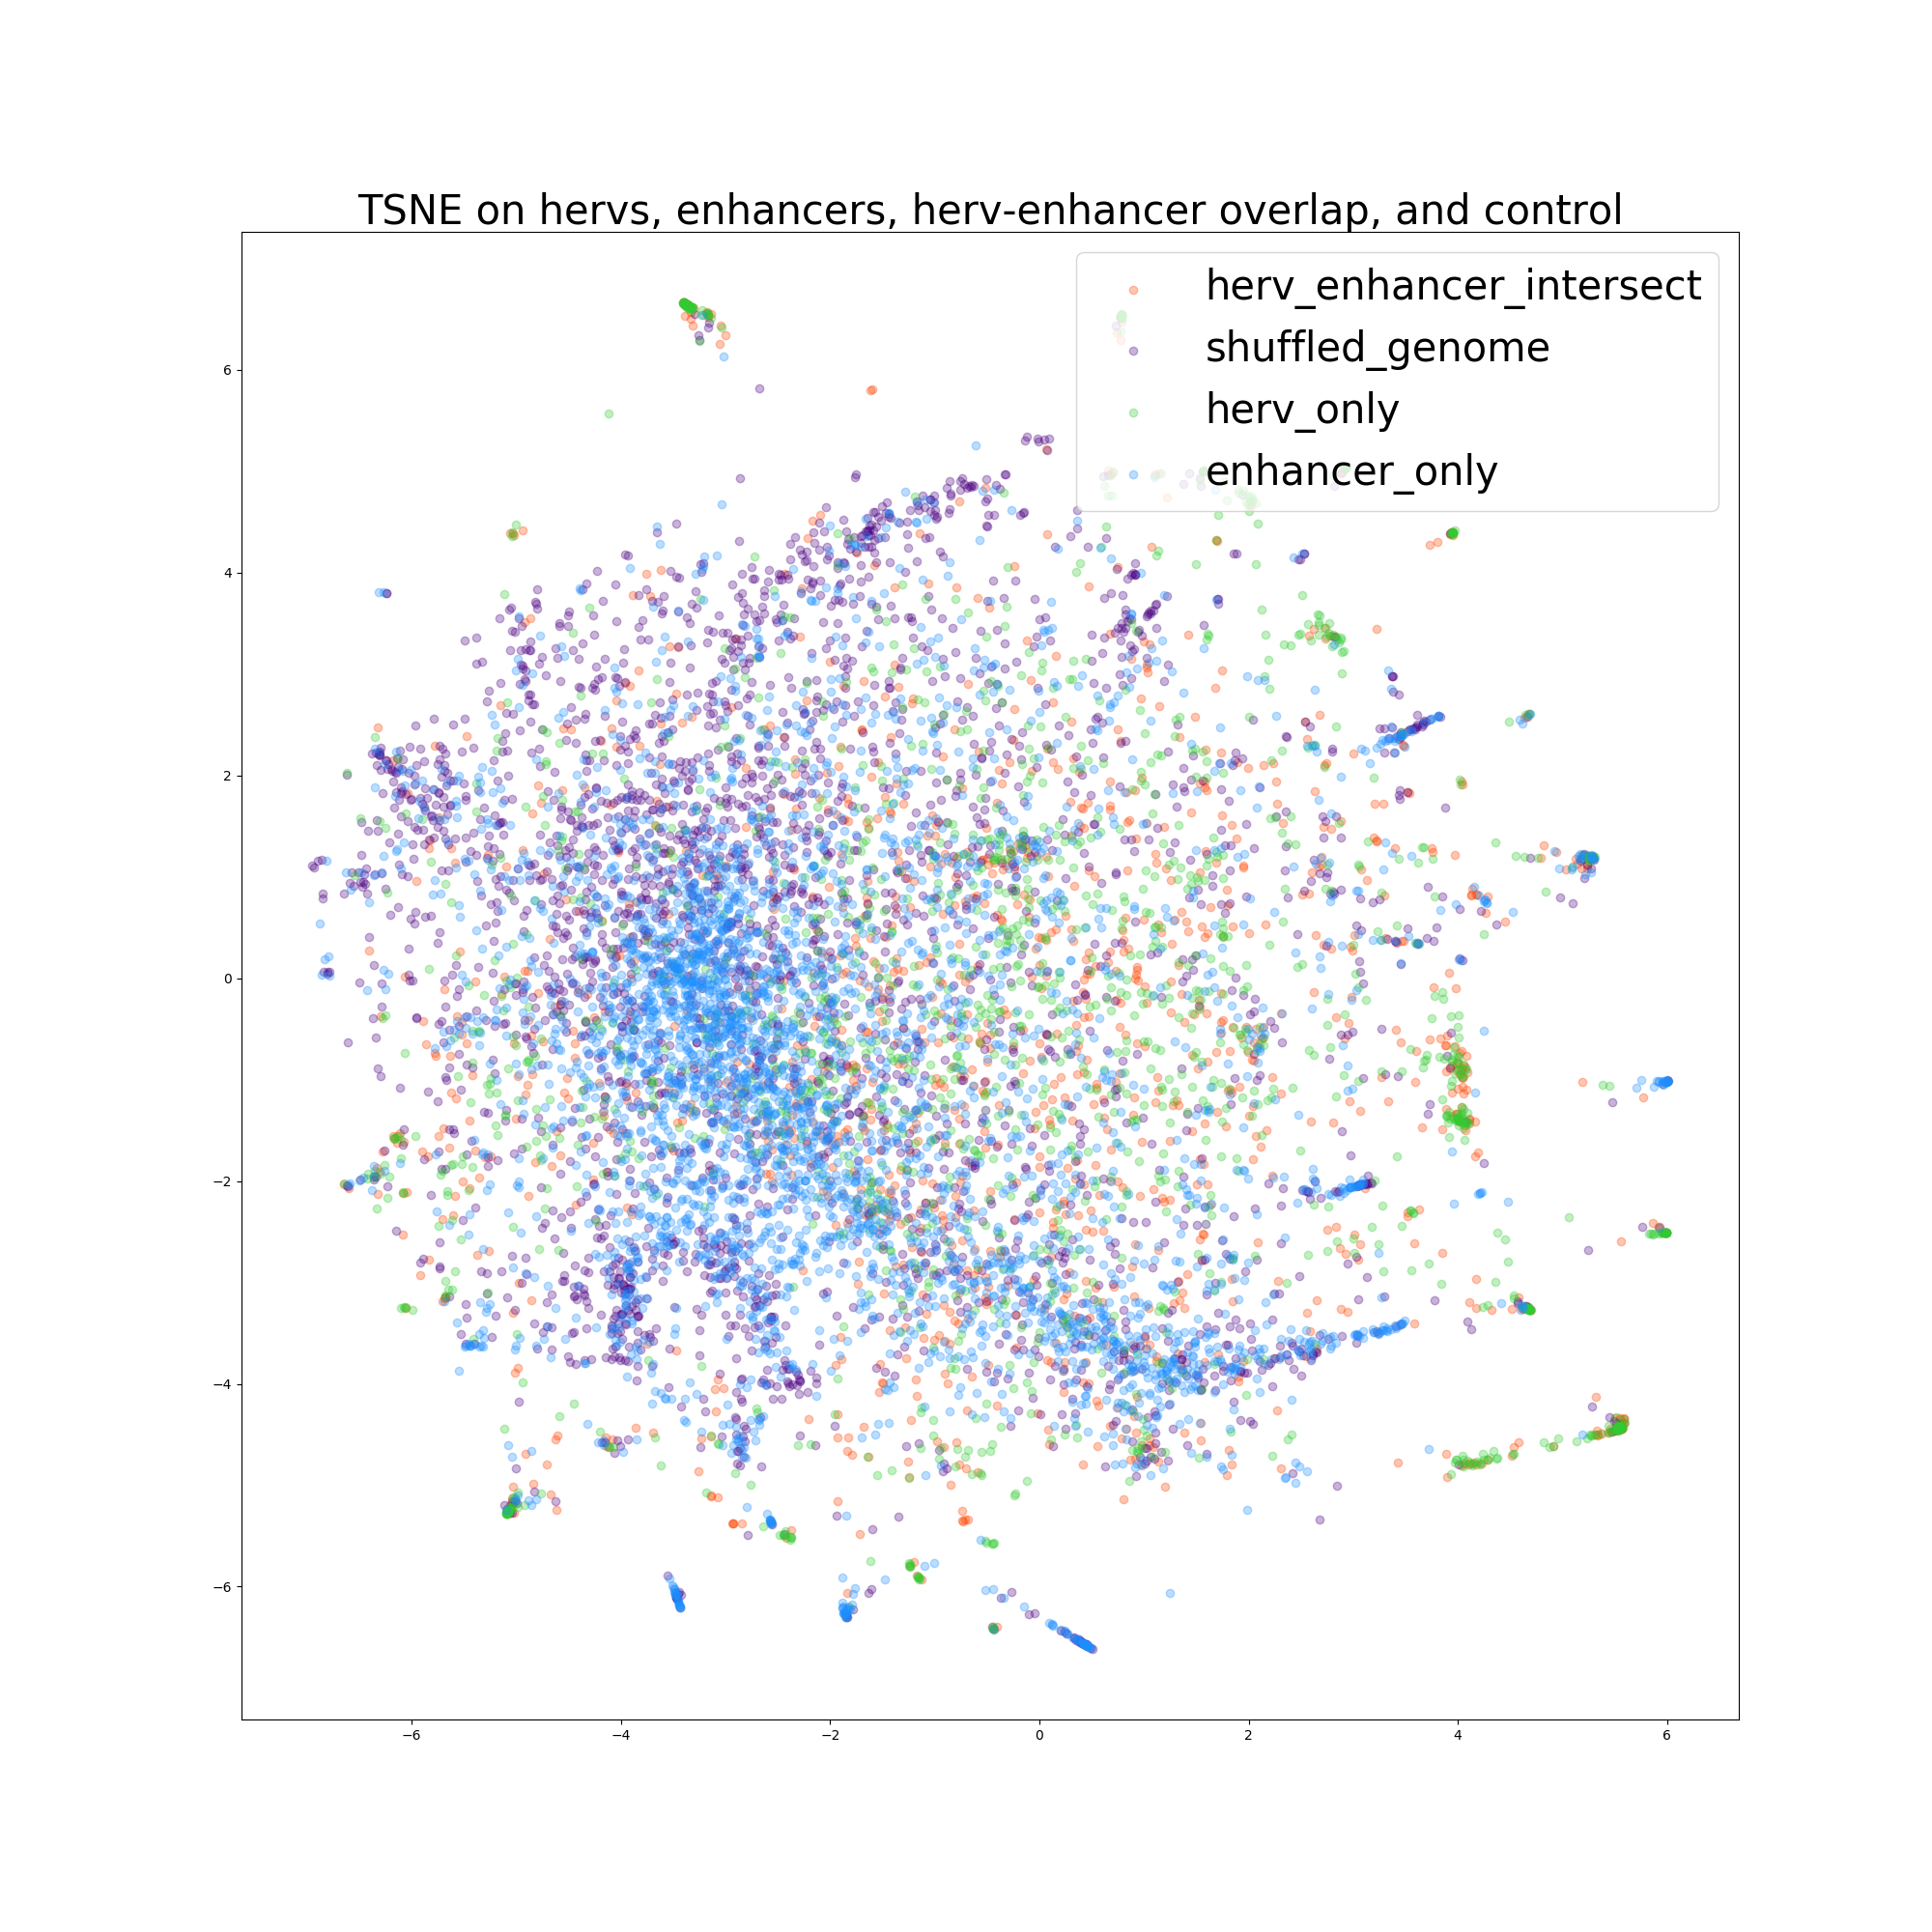 TSNE on hervs, enhancers, herv-enhancer overlap, and control
herv_enhancer_intersect
shuffled_genome
herv_only
enhancer_only
6
4
2
0
−2
−4
−6
−6 −4 −2 0 2 4 6